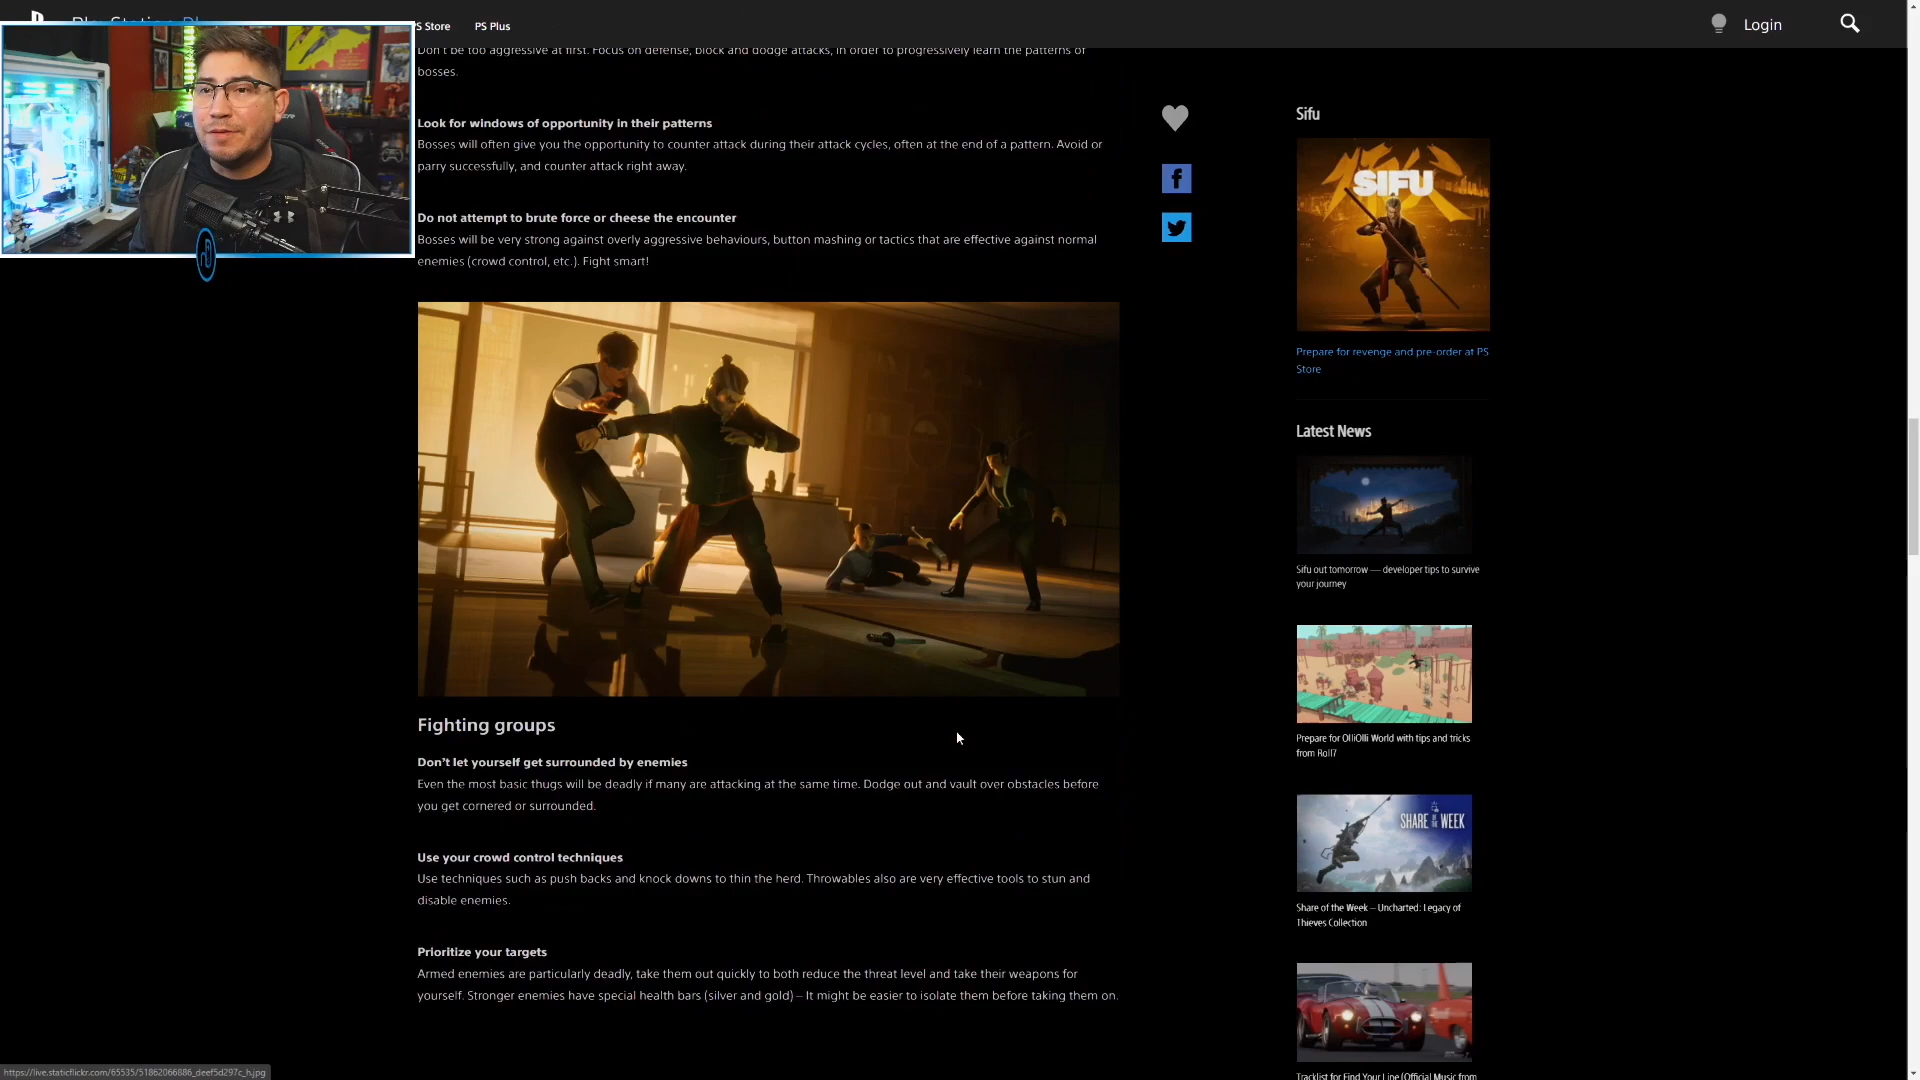 PS Store
PS Plus
Login
Don't be too aggressive at first. Focus on defense, block and dodge attacks, in order to progressively learn the patterns of
bosses.
Look for windows of opportunity in their patterns
Bosses will often give you the opportunity to counter attack during their attack cycles, often at the end of a pattern. Avoid or
parry successfully, and counter attack right away.
Do not attempt to brute force or cheese the encounter
Bosses will be very strong against overly aggressive behaviours, button mashing or tactics that are effective against normal
enemies (crowd control, etc.). Fight smart!
Fighting groups
Don't let yourself get surrounded by enemies
Even the most basic thugs will be deadly if many are attacking at the same time. Dodge out and vault over obstacles before
you get cornered or surrounded.
Use your crowd control techniques
Use techniques such as push backs and knock downs to thin the herd. Throwables also are very effective tools to stun and
disable enemies.
Prioritize your targets
Armed enemies are particularly deadly, take them out quickly to both reduce the threat level and take their weapons for
yourself. Stronger enemies have special health bars (silver and gold) – It might be easier to isolate them before taking them on.
Sifu
SIFU
Prepare for revenge and pre-order at PS
Store
Latest News
Sifu out tomorrow — developer tips to survive
your journey
Prepare for OlliOlli World with tips and tricks
from Roll7
SHARE OF THE WEEK
Share of the Week – Uncharted: Legacy of
Thieves Collection
Tracklist for Find Your Line (Official Music from
https://live.staticflickr.com/65535/51862066886_deef5d297c_h.jpg